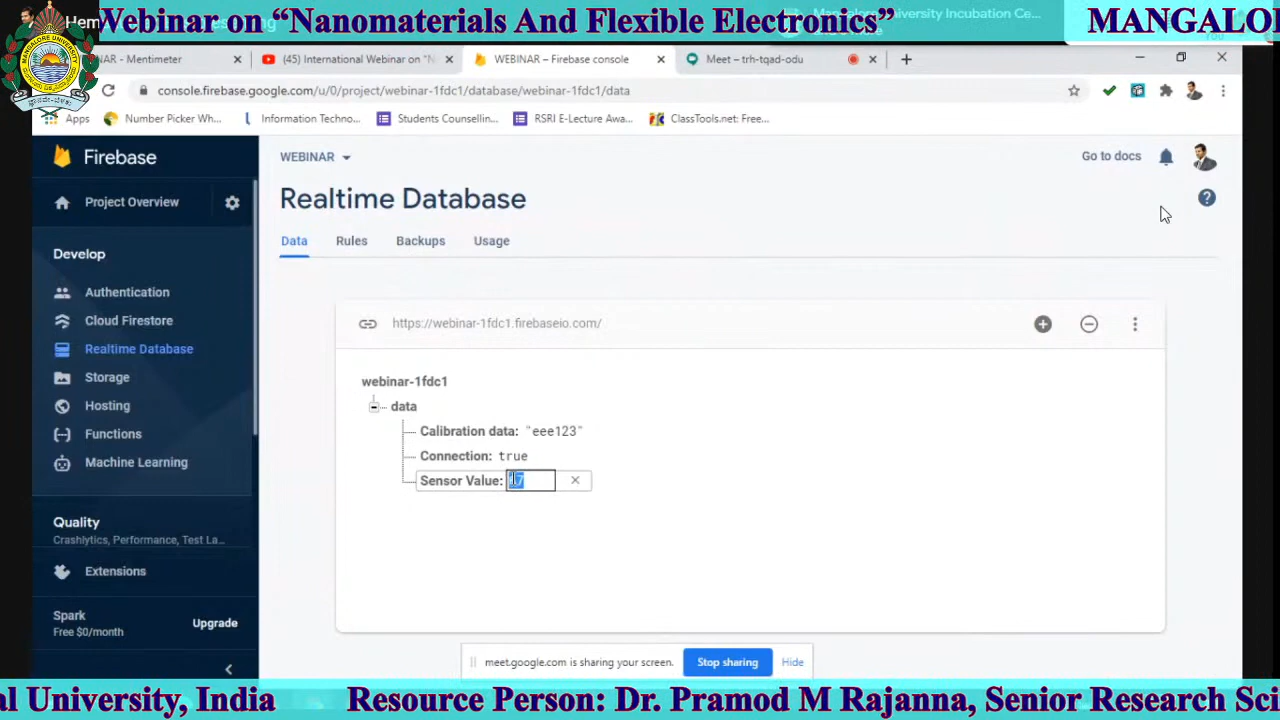 Webinar on “Nanomaterials And Flexible Electronics”
MANGALO
Mangalore University Incubation Ce...
WEBINAR - Mentimeter
(45) International Webinar on "N
WEBINAR – Firebase console
Meet – trh-tqad-odu
console.firebase.google.com/u/0/project/webinar-1fdc1/database/webinar-1fdc1/data
Apps
Number Picker Wh...
Information Techno...
Students Counsellin...
RSRI E-Lecture Awa...
ClassTools.net: Free...
Firebase
WEBINAR
Go to docs
Project Overview
Realtime Database
Data
Rules
Backups
Usage
Develop
Authentication
Cloud Firestore
Realtime Database
Storage
Hosting
Functions
Machine Learning
https://webinar-1fdc1.firebaseio.com/
webinar-1fdc1
data
Calibration data: "eee123"
Connection: true
Sensor Value:
Quality
Crashlytics, Performance, Test La...
Extensions
Spark
Free $0/month
Upgrade
meet.google.com is sharing your screen.
Stop sharing
Hide
al University, India
Resource Person: Dr. Pramod M Rajanna, Senior Research Sci